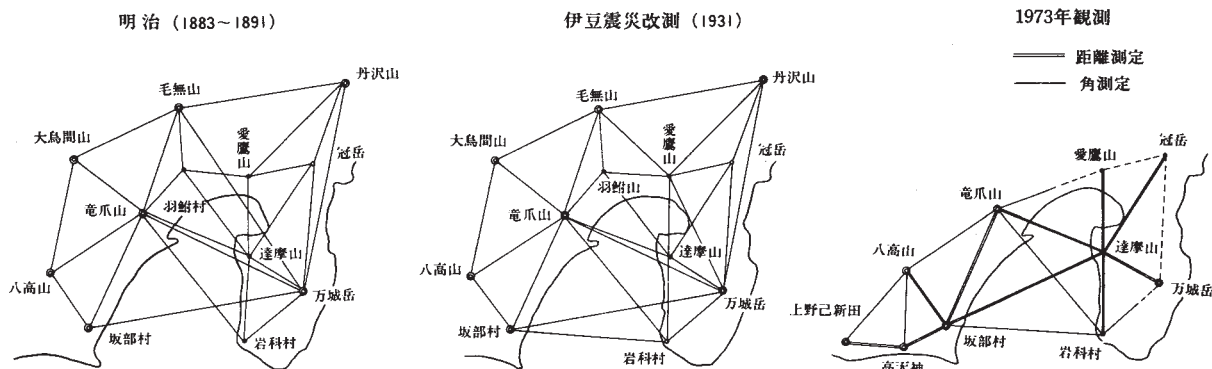 明治 (1883～1891)
丹沢山
毛無山
愛鷹山
冠岳
大烏間山
竜爪山
羽鮒村
達摩山
八高山
万城岳
坂部村
岩科村
伊豆震災改測 (1931)
丹沢山
毛無山
愛鷹山
冠岳
大烏間山
羽鮒山
竜爪山
達摩山
八高山
万城岳
坂部村
岩科村
1973年観測
距離測定
角測定
冠岳
愛鷹山
竜爪山
八高山
達摩山
万城岳
上野己新田
坂部村
岩科村